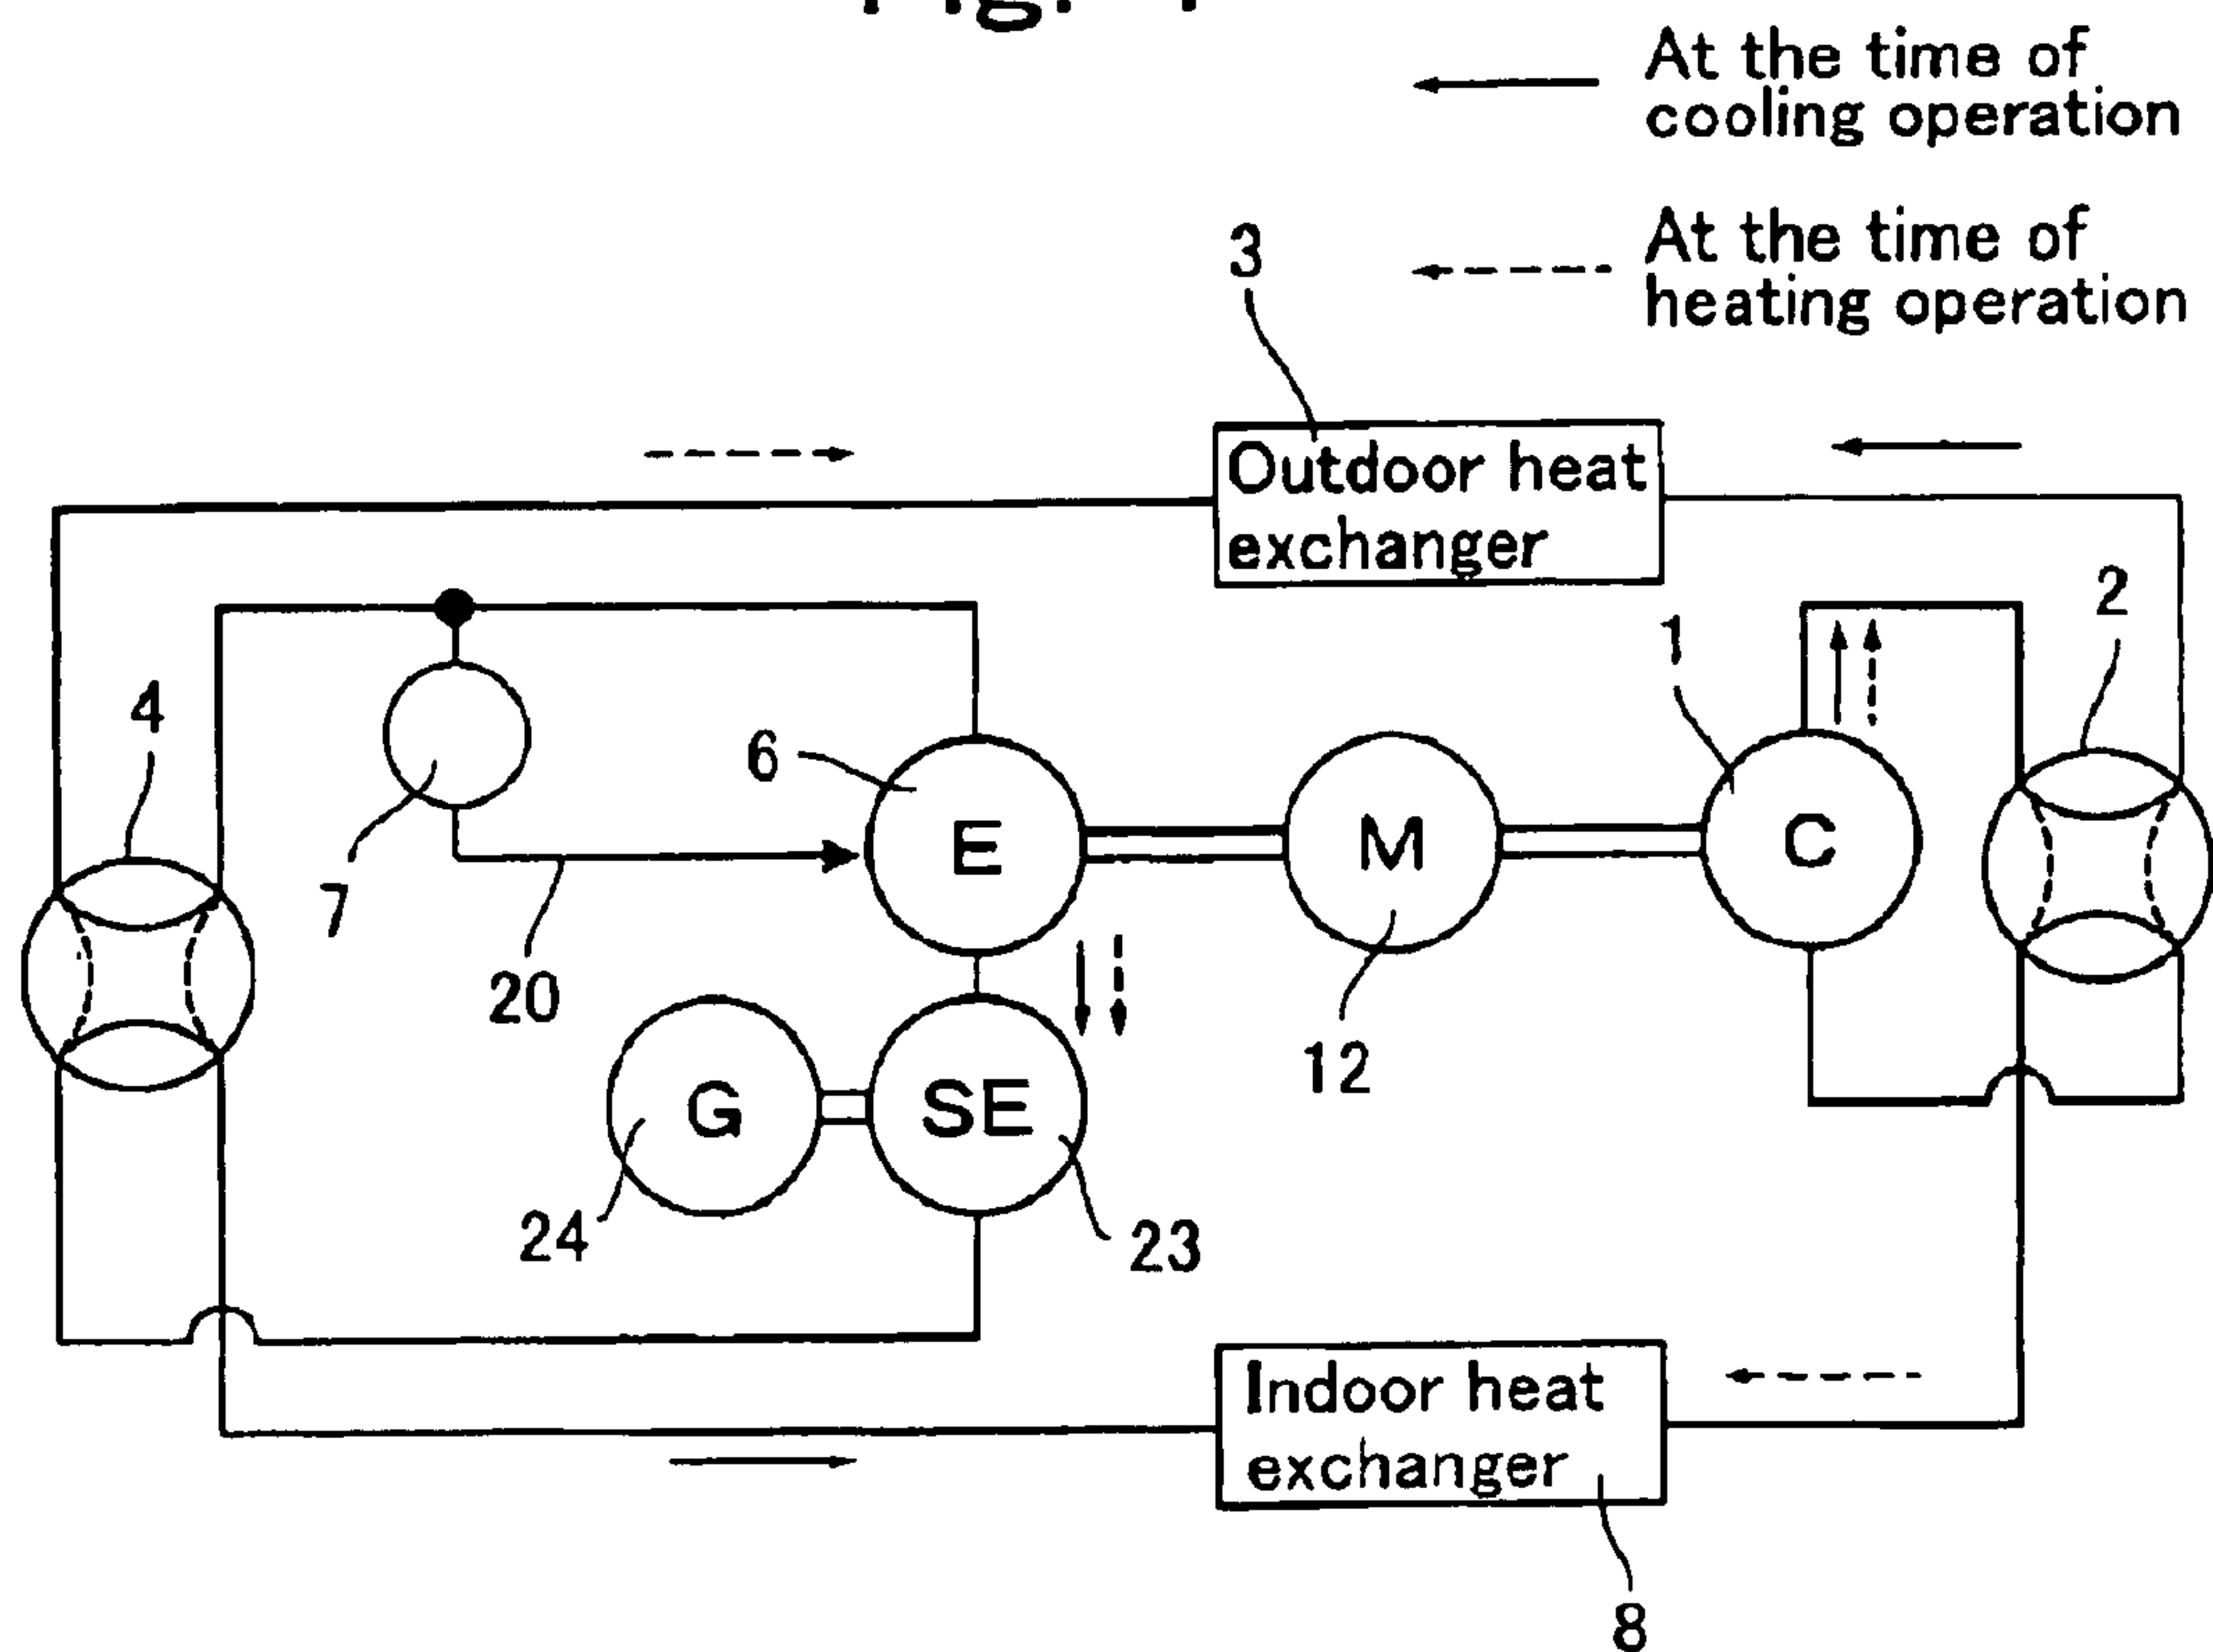 At the time of
cooling operation
At the time of
heating operation
3
Outdoor heat
exchanger
2
1
4
6
E
M
C
7
20
12
G
SE
24
23
Indoor heat
exchanger
8